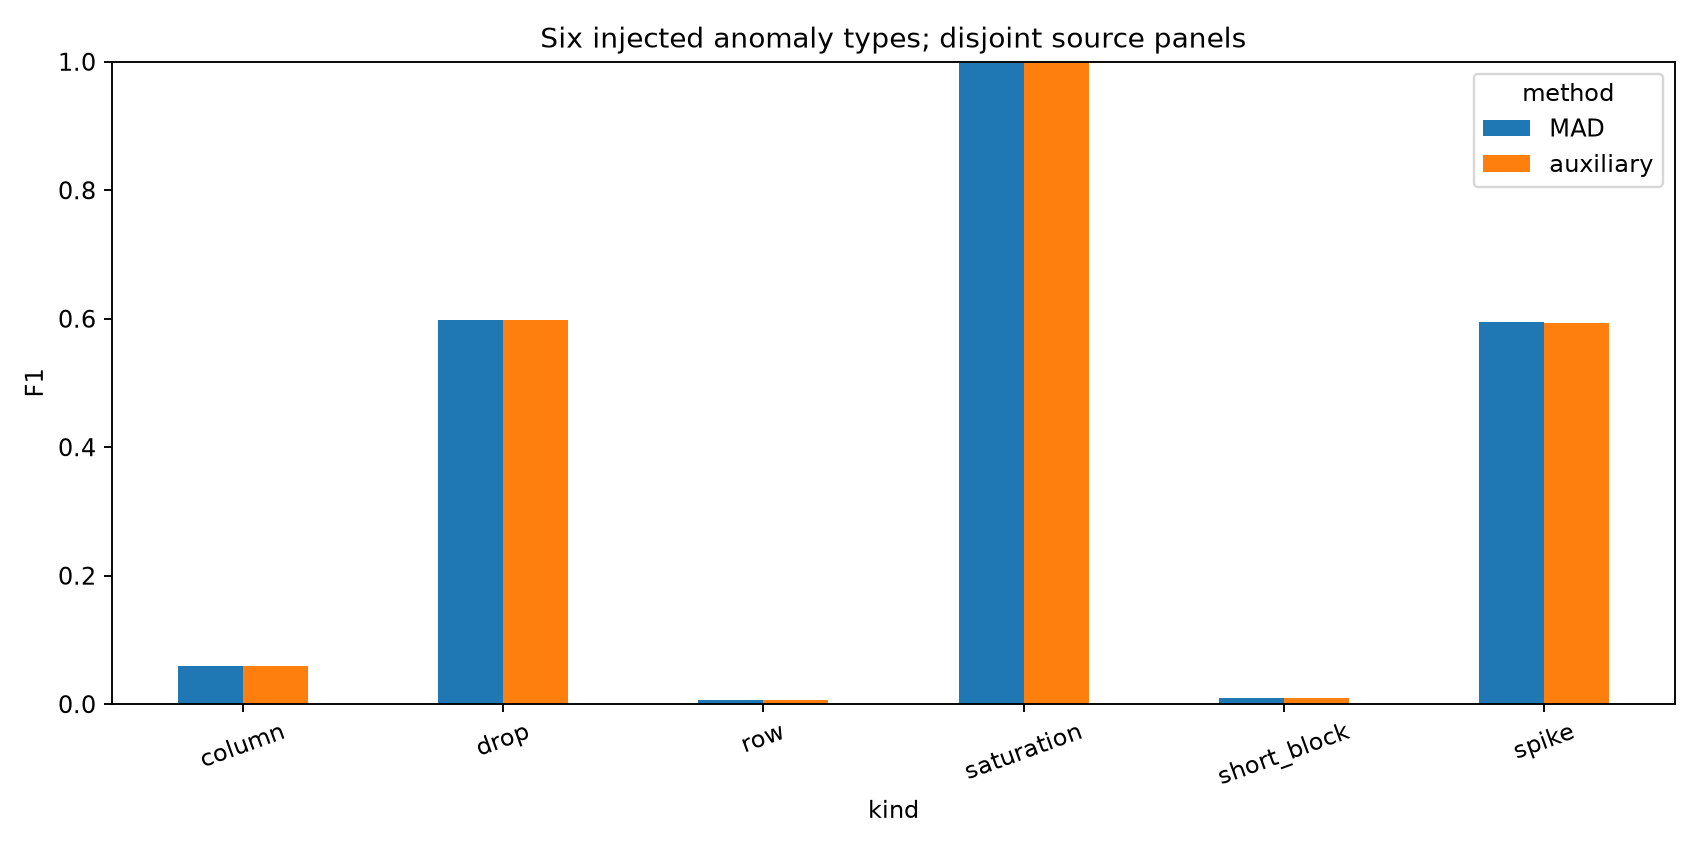 Six injected anomaly types; disjoint source panels
1.0
0.8
0.6
0.4
0.2
0.0
F1
method
MAD
auxiliary
column
drop
row
saturation
short_block
spike
kind